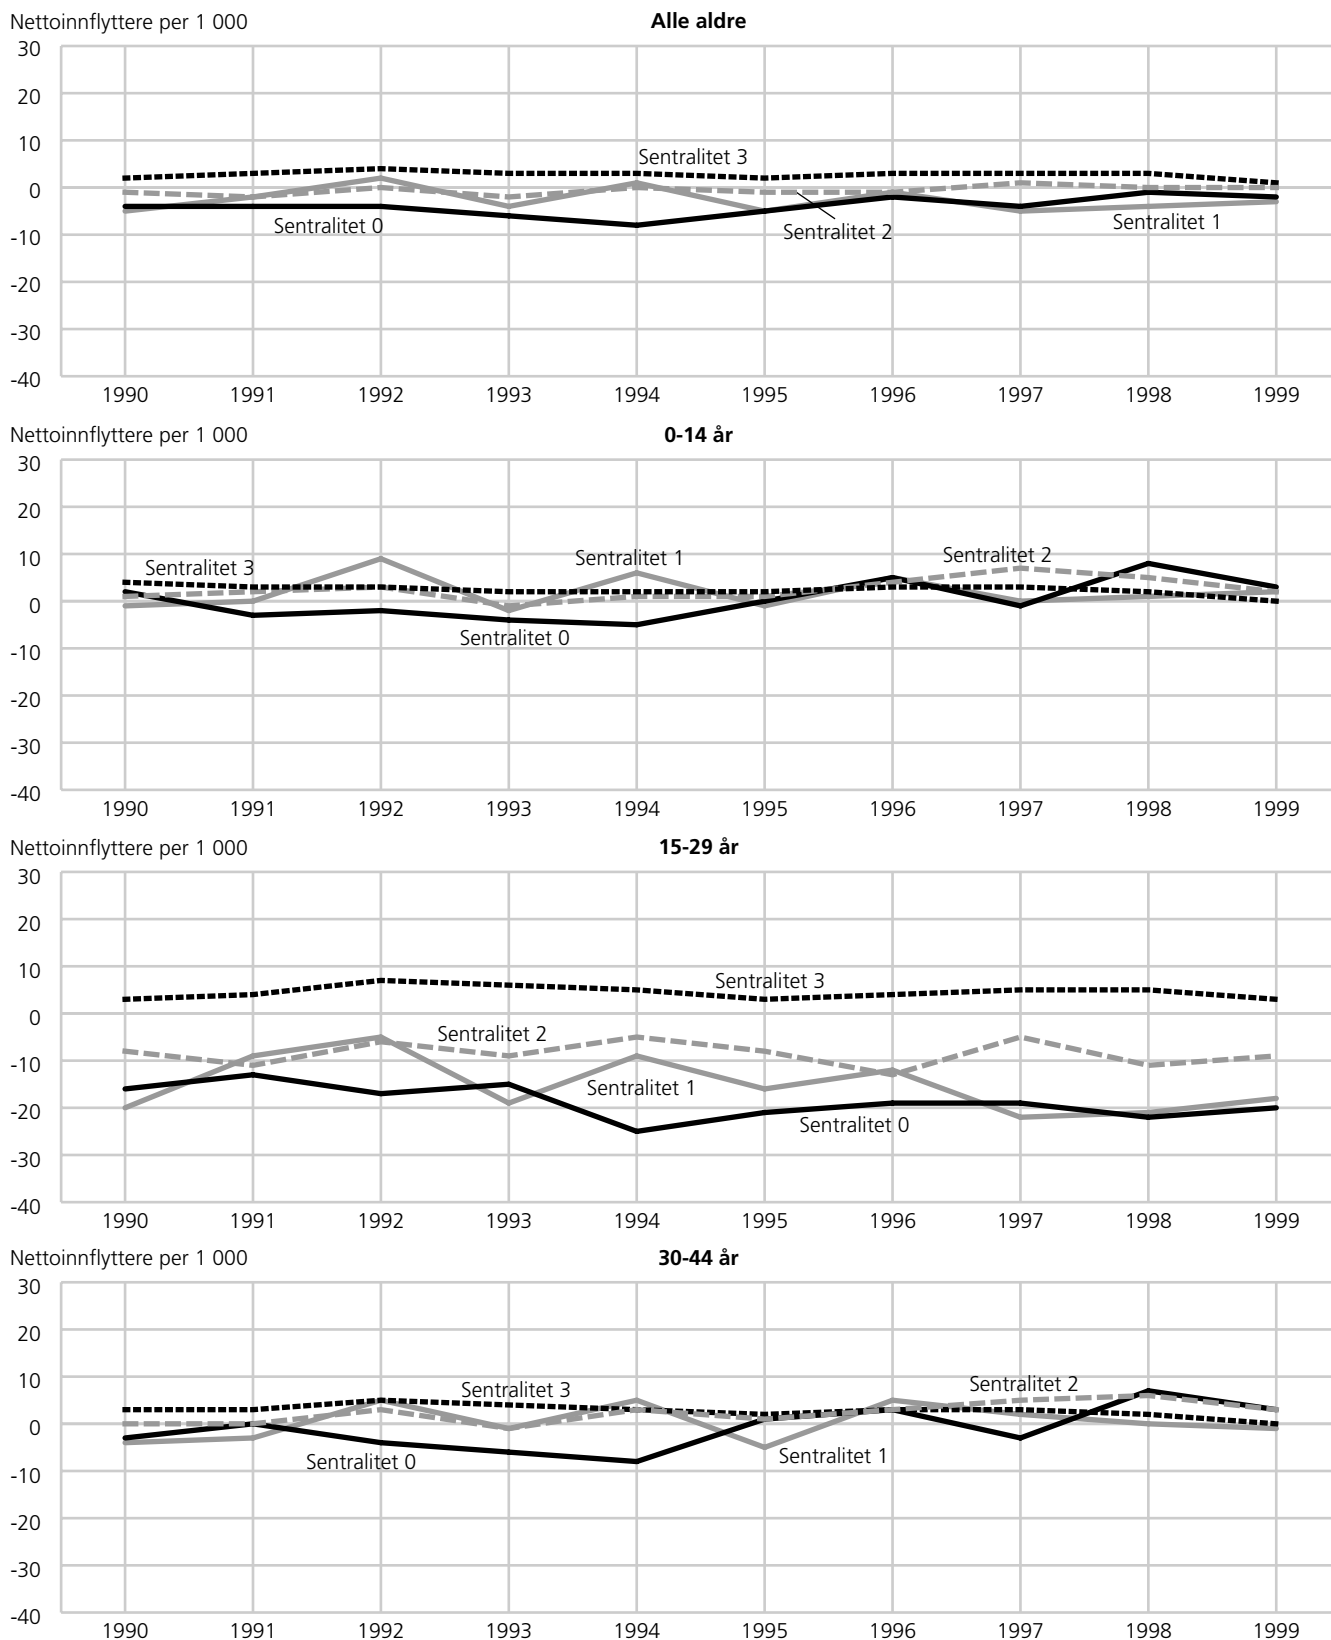 Nettoinnflyttere per 1 000 Alle aldre
30
20
10
Sentralitet 3
0
Sentralitet 0 Sentralitet 2 Sentralitet 1
-10
-20
-30
-40
1990 1991 1992 1993 1994 1995 1996 1997 1998 1999
Nettoinnflyttere per 1 000 0-14 år
30
20
10
Sentralitet 3 Sentralitet 1 Sentralitet 2
0
Sentralitet 0
-10
-20
-30
-40
1990 1991 1992 1993 1994 1995 1996 1997 1998 1999
Nettoinnflyttere per 1 000 15-29 år
30
20
10
Sentralitet 3
0
Sentralitet 2
-10
Sentralitet 1
-20
Sentralitet 0
-30
-40
1990 1991 1992 1993 1994 1995 1996 1997 1998 1999
Nettoinnflyttere per 1 000 30-44 år
30
20
10
Sentralitet 3 Sentralitet 2
0
Sentralitet 0 Sentralitet 1
-10
-20
-30
-40
1990 1991 1992 1993 1994 1995 1996 1997 1998 1999